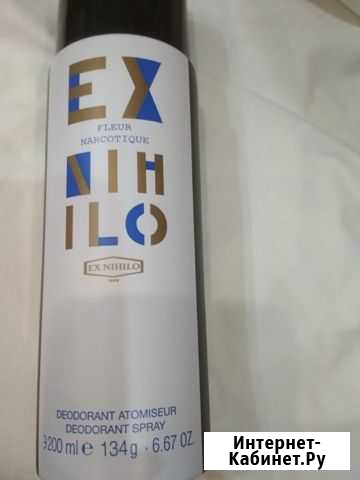 EX
FLEUR
NARCOTIQUE
NIH
ILO
EX NIHILO
DEODORANT ATOMISEUR
DEODORANT SPRAY
200 ml e 134g - 6.67 OZ.
Интернет-
Кабинет.Ру